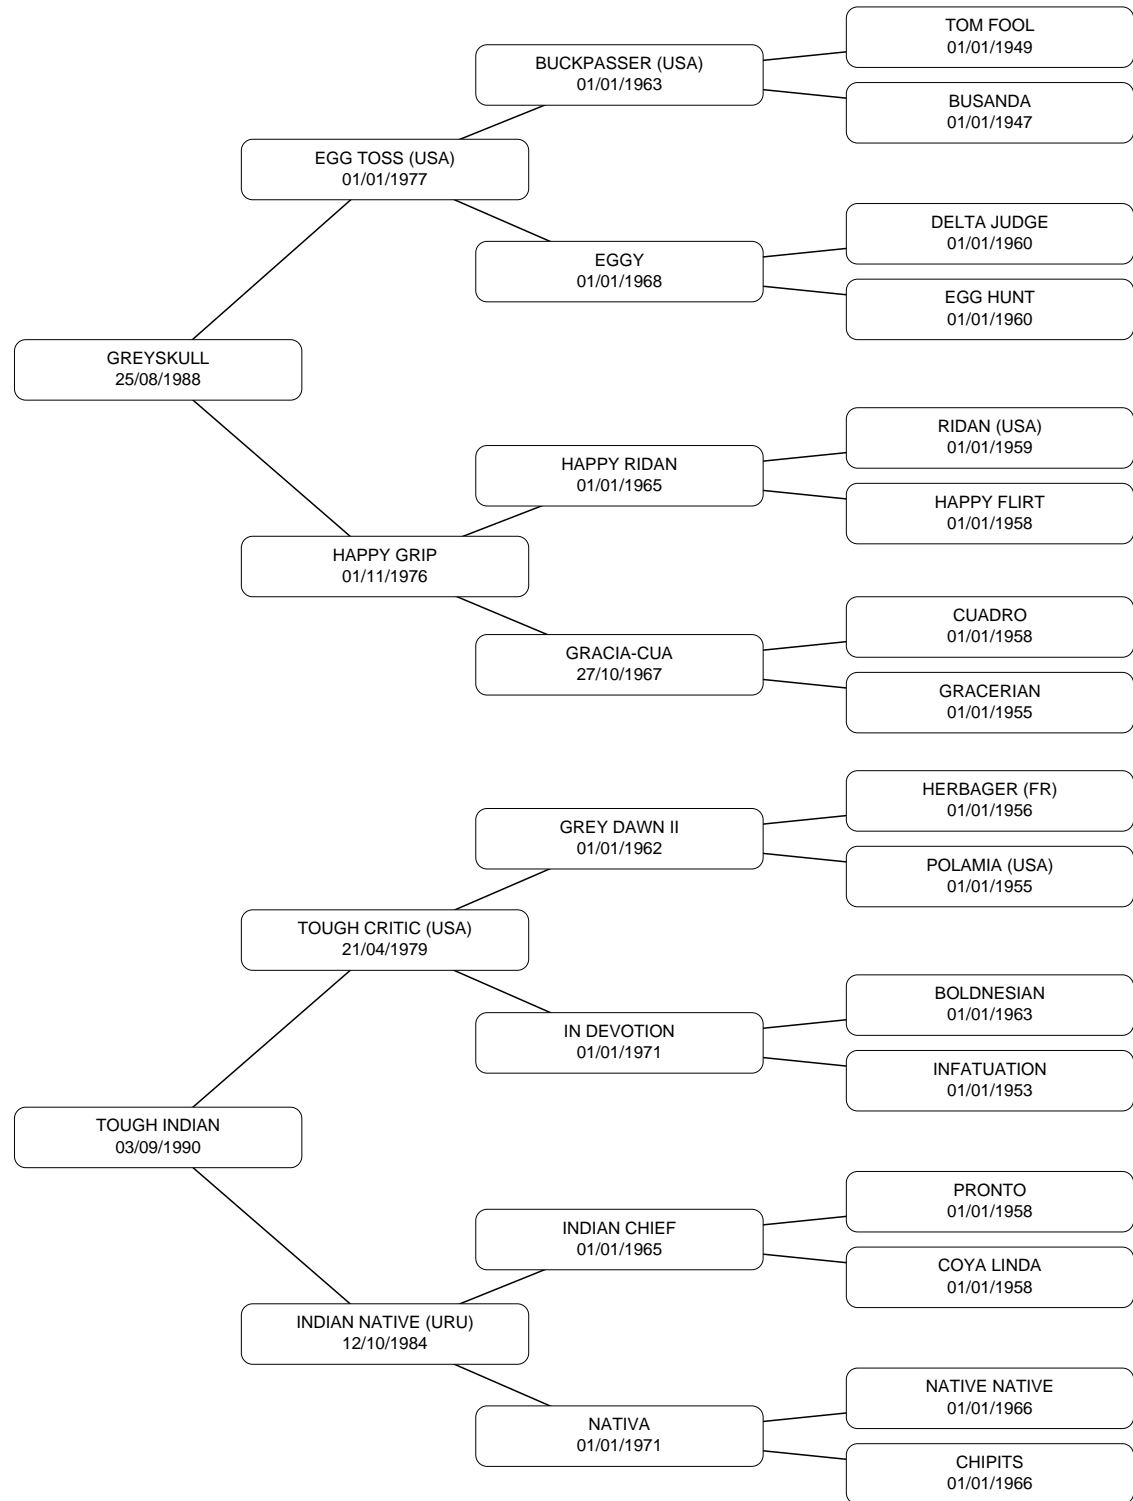 TOM FOOL
01/01/1949
BUCKPASSER (USA)
01/01/1963
BUSANDA
01/01/1947
EGG TOSS (USA)
01/01/1977
DELTA JUDGE
01/01/1960
EGGY
01/01/1968
EGG HUNT
01/01/1960
GREYSKULL
25/08/1988
RIDAN (USA)
01/01/1959
HAPPY RIDAN
01/01/1965
HAPPY FLIRT
01/01/1958
HAPPY GRIP
01/11/1976
CUADRO
01/01/1958
GRACIA-CUA
27/10/1967
GRACERIAN
01/01/1955
HERBAGER (FR)
01/01/1956
GREY DAWN II
01/01/1962
POLAMIA (USA)
01/01/1955
TOUGH CRITIC (USA)
21/04/1979
BOLDNESIAN
01/01/1963
IN DEVOTION
01/01/1971
INFATUATION
01/01/1953
TOUGH INDIAN
03/09/1990
PRONTO
01/01/1958
INDIAN CHIEF
01/01/1965
COYA LINDA
01/01/1958
INDIAN NATIVE (URU)
12/10/1984
NATIVE NATIVE
01/01/1966
NATIVA
01/01/1971
CHIPITS
01/01/1966